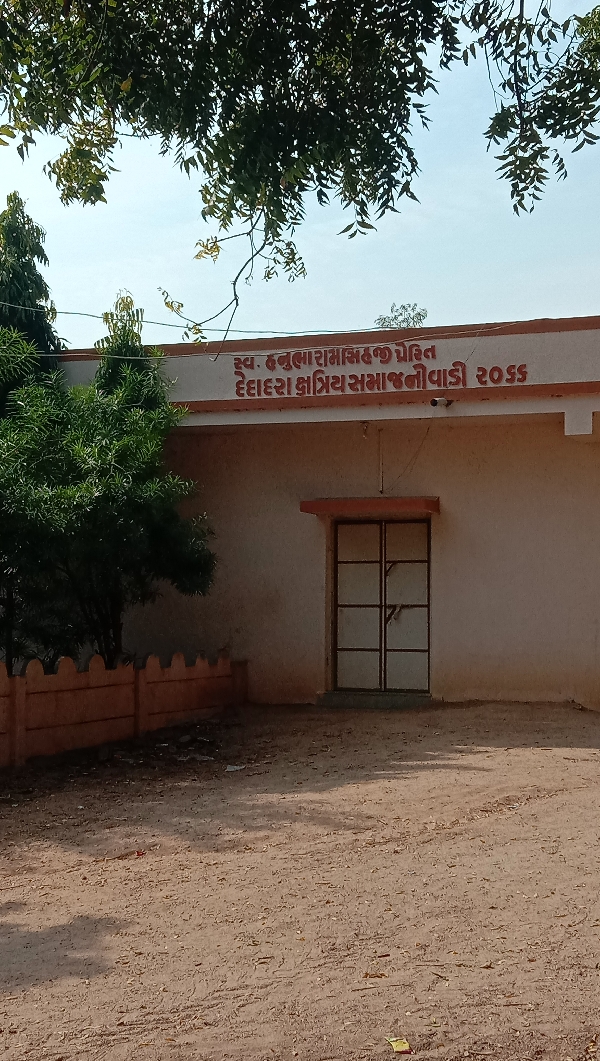 સ્વ. હનુભા રામસિંહજી પ્રેરિત
દેદાદરા ક્ષત્રિય સમાજનીવાડી ૨૦૬૬